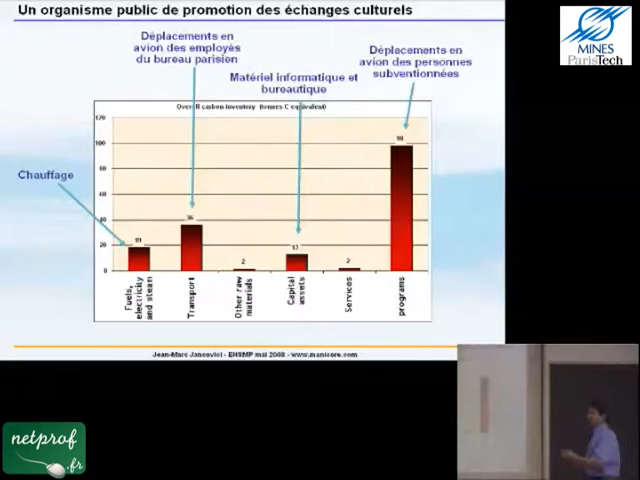 Un organisme public de promotion des échanges culturels
MINES
ParisTech
Déplacements en
avion des employés
du bureau parisien
Déplacements en
avion des personnes
subventionnées
Matériel informatique et
bureautique
Chauffage
Overall carbon inventory (tonnes C equivalent)
120
100
80
60
40
20
0
19
36
2
13
2
98
Fuels,
electricity
and steam
Transport
Other raw
materials
Capital
assets
Services
programs
Jean-Marc Jancovici - ENSMP mai 2008 - www.manicore.com
netprof
.fr